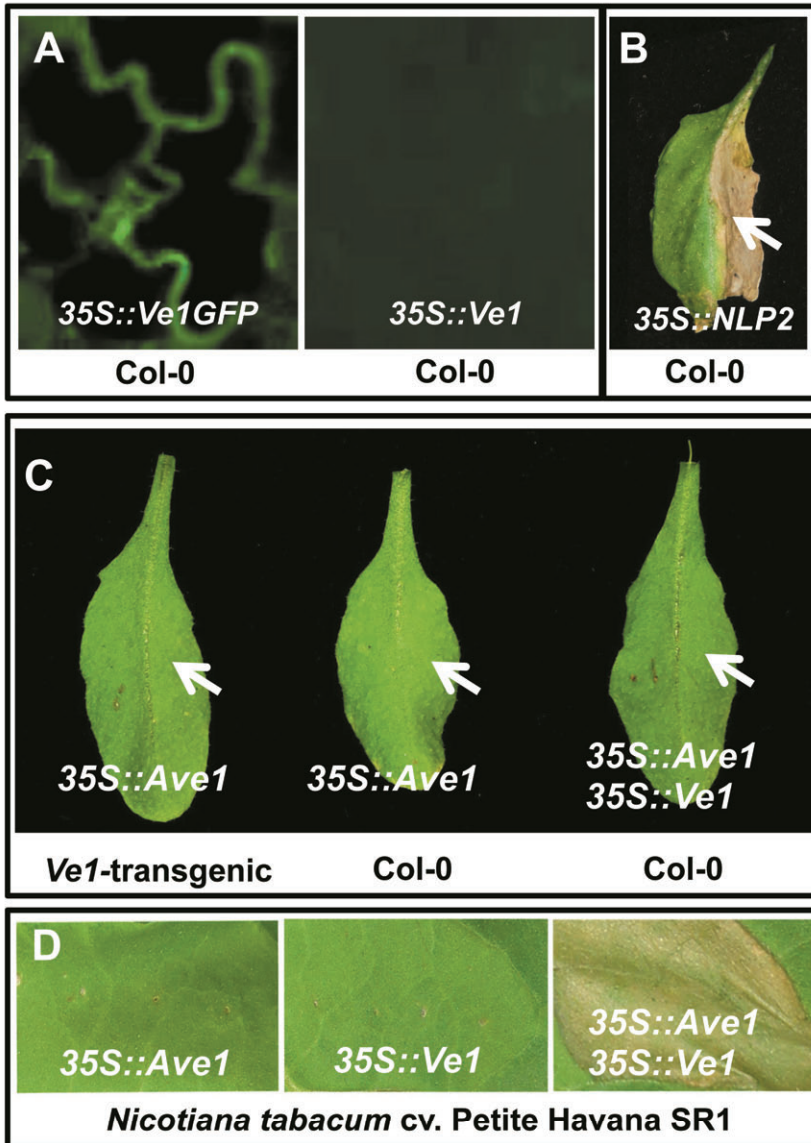 A
35S::Ve1GFP
35S::Ve1
Col-0
Col-0
B
35S::NLP2
Col-0
C
35S::Ave1
35S::Ave1
35S::Ave1
35S::Ve1
Ve1-transgenic
Col-0
Col-0
D
35S::Ave1
35S::Ve1
35S::Ave1
35S::Ve1
Nicotiana tabacum cv. Petite Havana SR1